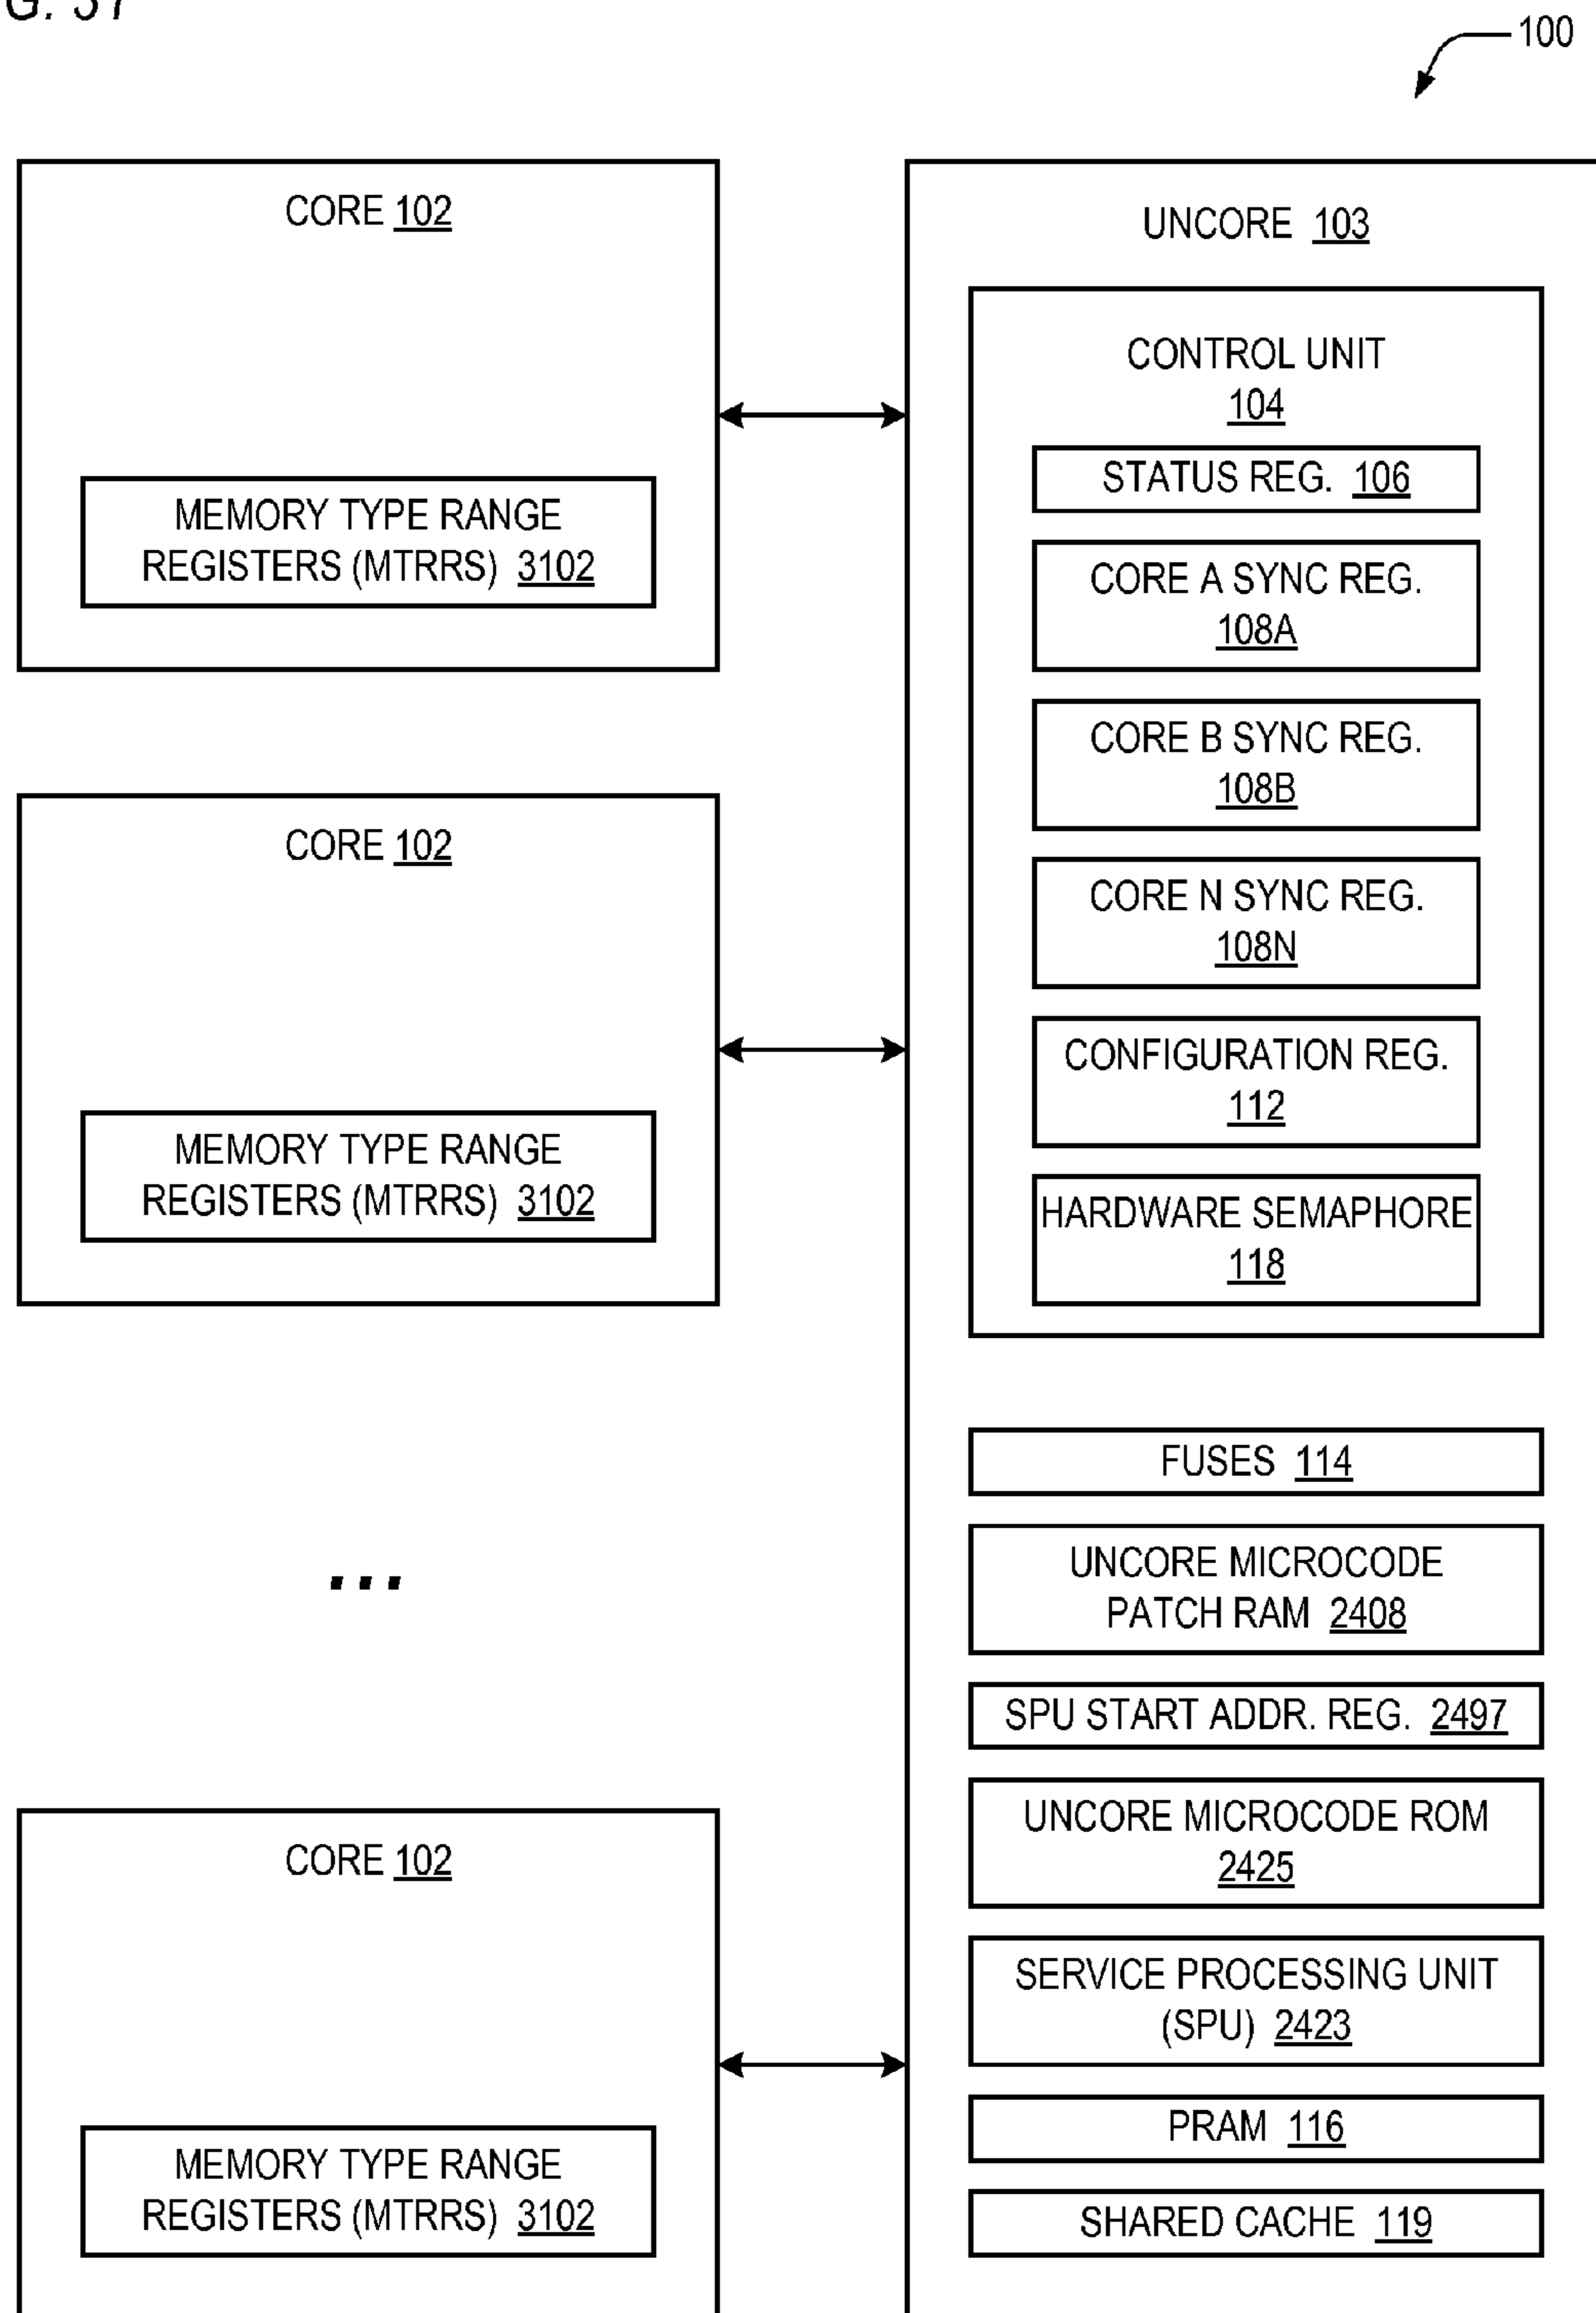 G. 31
100
CORE 102
MEMORY TYPE RANGE
REGISTERS (MTRRS) 3102
CORE 102
MEMORY TYPE RANGE
REGISTERS (MTRRS) 3102
...
CORE 102
MEMORY TYPE RANGE
REGISTERS (MTRRS) 3102
UNCORE 103
CONTROL UNIT
104
STATUS REG. 106
CORE A SYNC REG.
108A
CORE B SYNC REG.
108B
CORE N SYNC REG.
108N
CONFIGURATION REG.
112
HARDWARE SEMAPHORE
118
FUSES 114
UNCORE MICROCODE
PATCH RAM 2408
SPU START ADDR. REG. 2497
UNCORE MICROCODE ROM
2425
SERVICE PROCESSING UNIT
(SPU) 2423
PRAM 116
SHARED CACHE 119